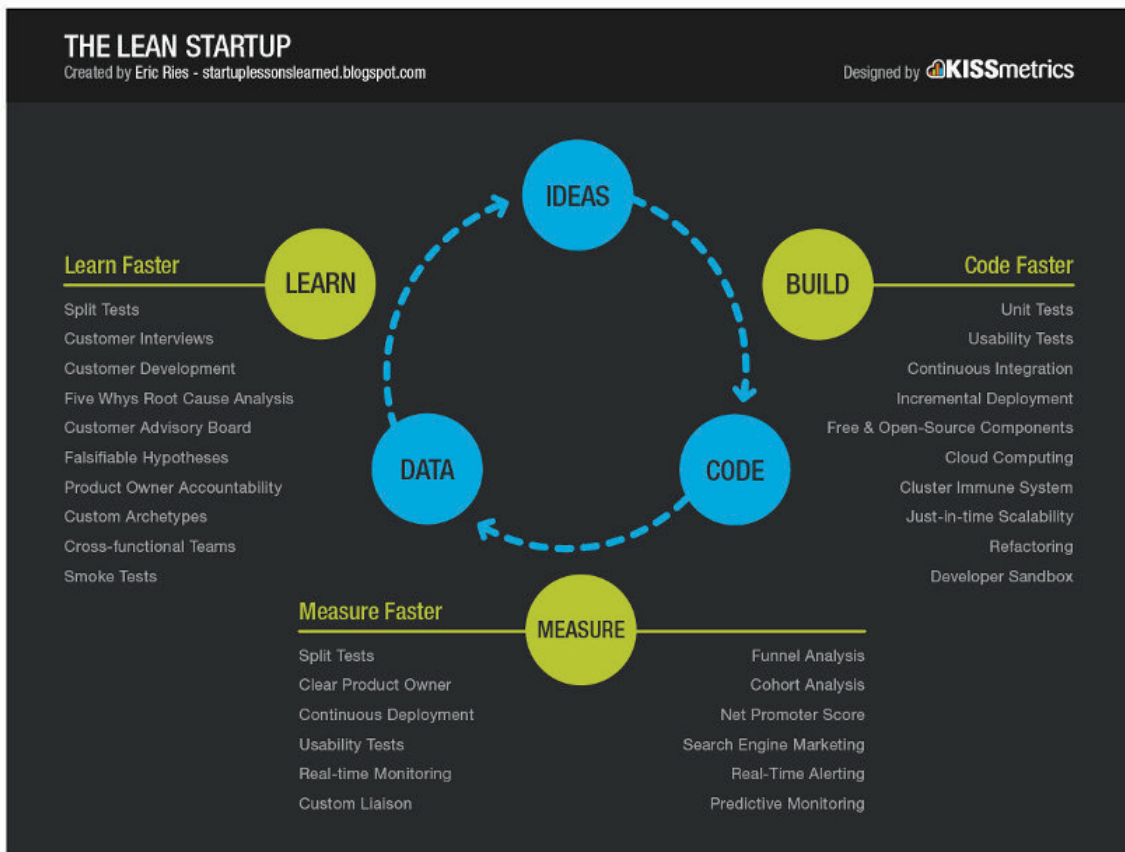 THE LEAN STARTUP
Created by Eric Ries - startuplessonslearned.blogspot.com
Designed by KISSmetrics
IDEAS
LEARN
BUILD
DATA
CODE
MEASURE
Learn Faster
Split Tests
Customer Interviews
Customer Development
Five Whys Root Cause Analysis
Customer Advisory Board
Falsifiable Hypotheses
Product Owner Accountability
Custom Archetypes
Cross-functional Teams
Smoke Tests
Code Faster
Unit Tests
Usability Tests
Continuous Integration
Incremental Deployment
Free & Open-Source Components
Cloud Computing
Cluster Immune System
Just-in-time Scalability
Refactoring
Developer Sandbox
Measure Faster
Split Tests
Clear Product Owner
Continuous Deployment
Usability Tests
Real-time Monitoring
Custom Liaison
Funnel Analysis
Cohort Analysis
Net Promoter Score
Search Engine Marketing
Real-Time Alerting
Predictive Monitoring